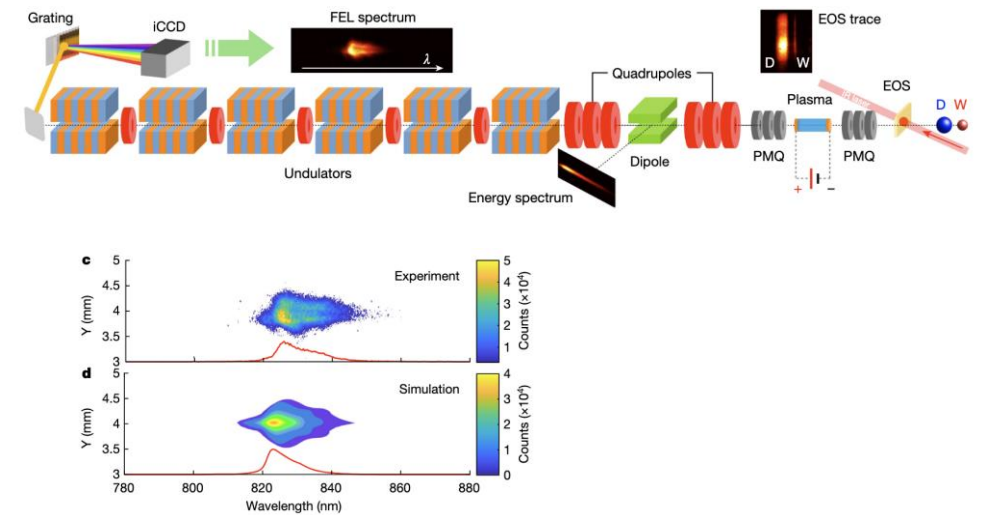 Grating
iCCD
FEL spectrum
λ
EOS trace
D W
Quadrupoles
Plasma
EOS
IR laser
D W
PMQ
PMQ
Dipole
+ −
Undulators
Energy spectrum
c
Experiment
Y (mm)
5
4.5
4
3.5
3
Counts (×10⁴)
5
4
3
2
1
d
Simulation
Y (mm)
5
4.5
4
3.5
3
Counts (×10⁴)
4
3
2
1
0
780 800 820 840 860 880
Wavelength (nm)